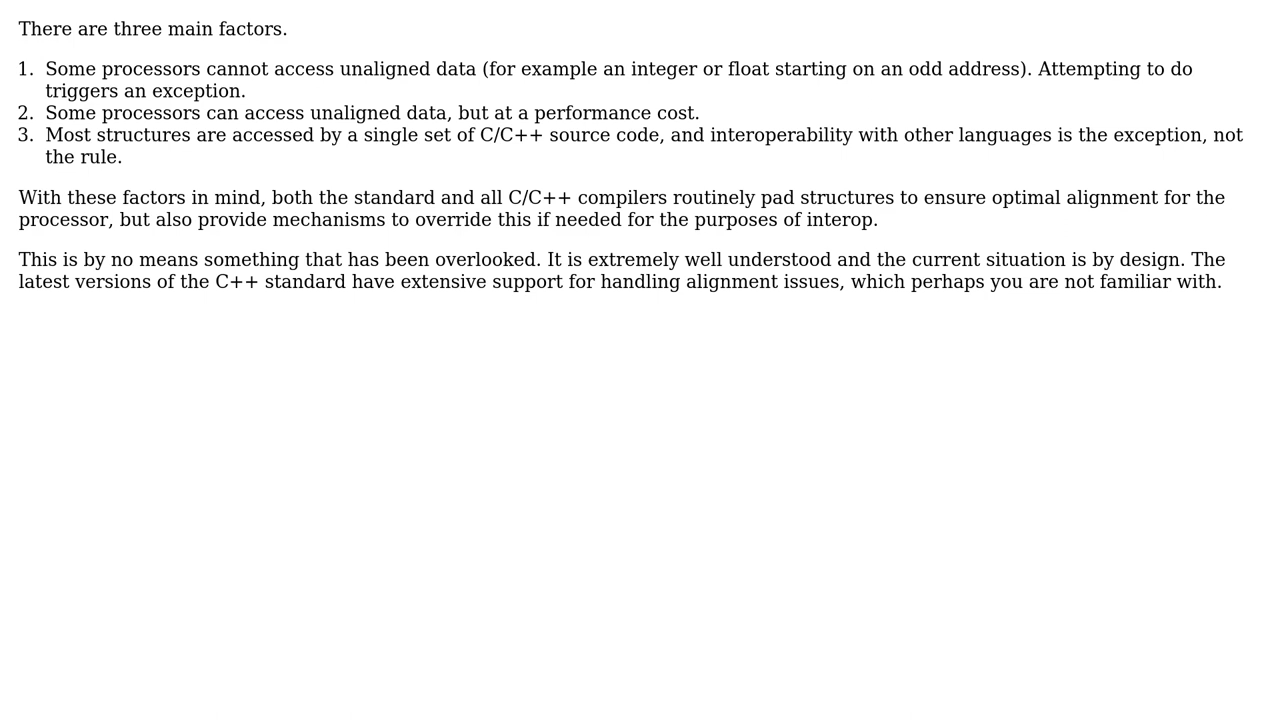 There are three main factors.
1. Some processors cannot access unaligned data (for example an integer or float starting on an odd address). Attempting to do
triggers an exception.
2. Some processors can access unaligned data, but at a performance cost.
3. Most structures are accessed by a single set of C/C++ source code, and interoperability with other languages is the exception, not
the rule.
With these factors in mind, both the standard and all C/C++ compilers routinely pad structures to ensure optimal alignment for the
processor, but also provide mechanisms to override this if needed for the purposes of interop.
This is by no means something that has been overlooked. It is extremely well understood and the current situation is by design. The
latest versions of the C++ standard have extensive support for handling alignment issues, which perhaps you are not familiar with.